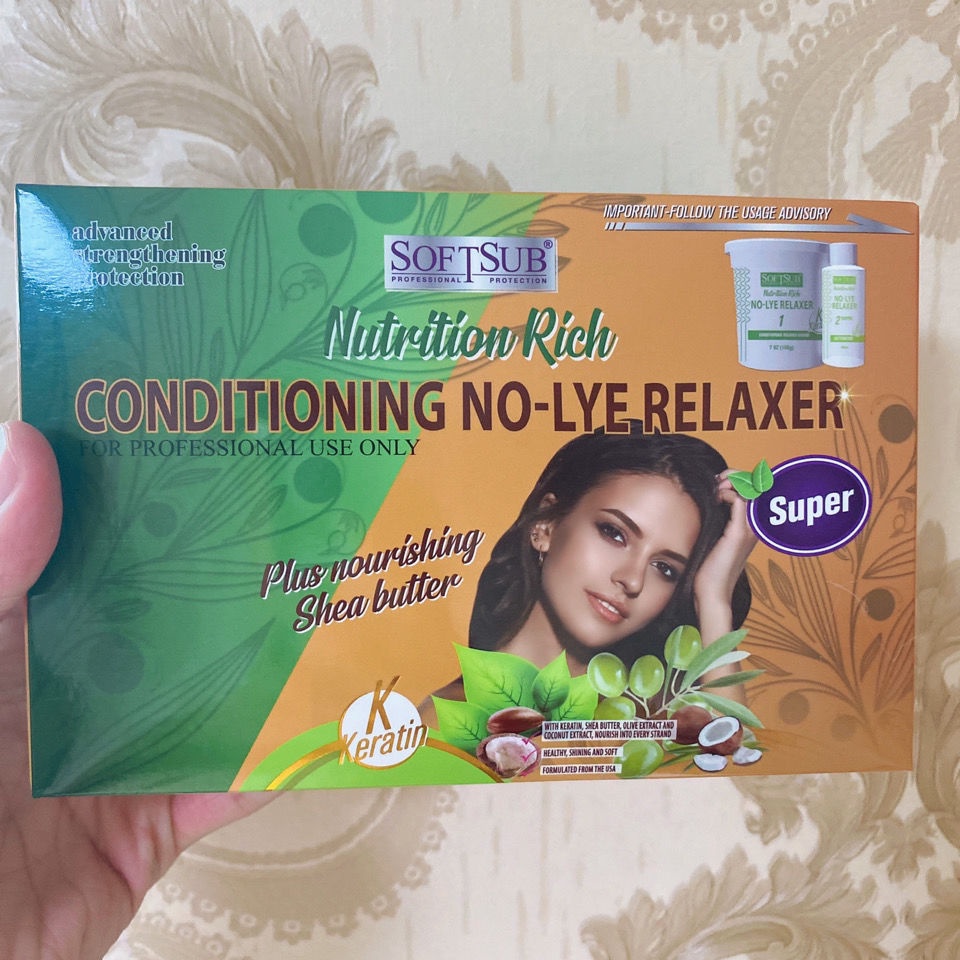 advanced
strengthening
protection
IMPORTANT-FOLLOW THE USAGE ADVISORY
SOFTSUB®
PROFESSIONAL PROTECTION
Nutrition Rich
CONDITIONING NO-LYE RELAXER
FOR PROFESSIONAL USE ONLY
SOFTSUB
Nutrition Rich
NO-LYE RELAXER
1
7 OZ
SOFTSUB
NO-LYE
RELAXER
2
Super
Plus nourishing
Shea butter
K
Keratin
WITH KERATIN, SHEA BUTTER, OLIVE EXTRACT AND
COCONUT EXTRACT, NOURISH INTO EVERY STRAND
HEALTHY, SHINING AND SOFT
FORMULATED FROM THE USA